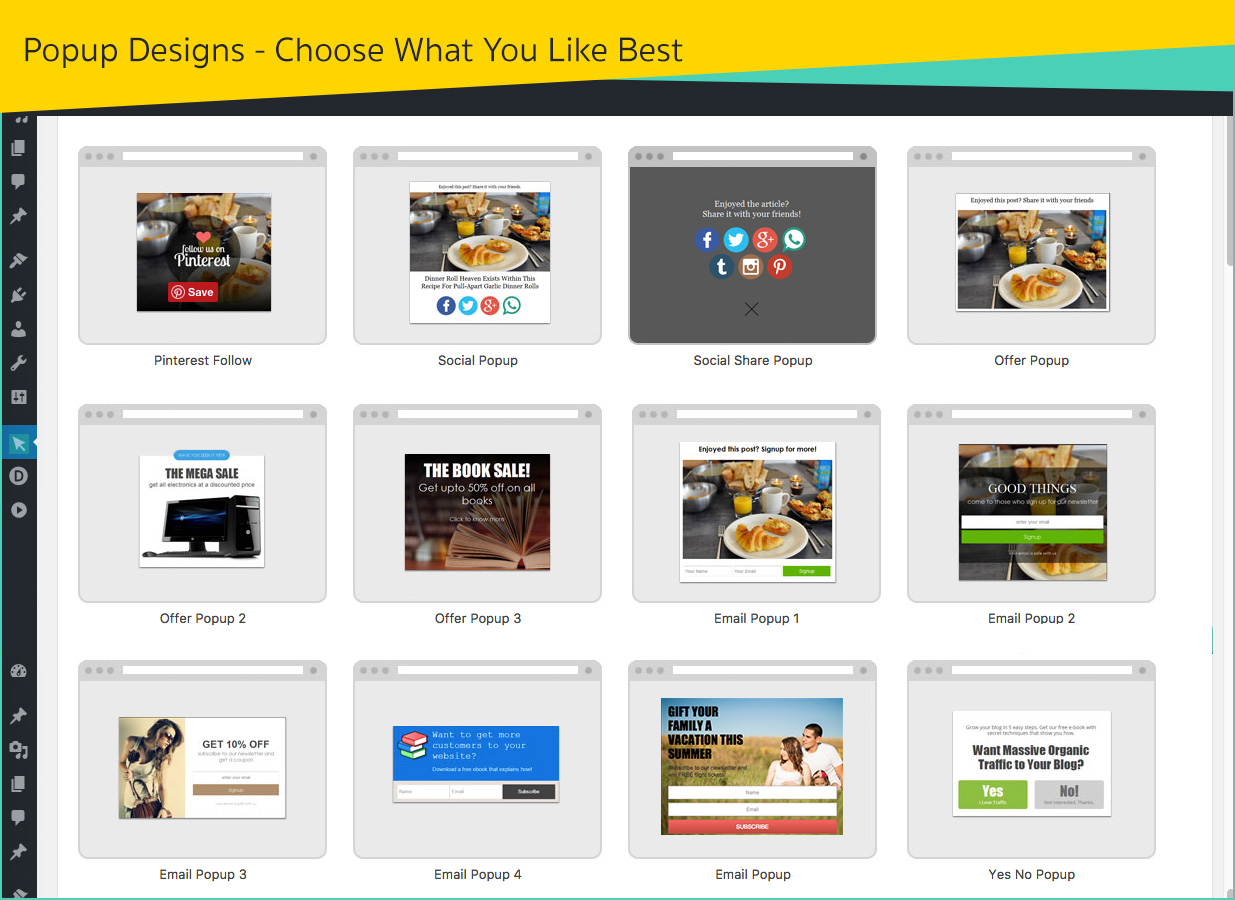 Popup Designs - Choose What You Like Best
follow us on
Pinterest
Save
Pinterest Follow
Enjoyed this post? Share it with your friends.
Dinner Roll Heaven Exists Within This
Recipe For Pull-Apart Garlic Dinner Rolls
Social Popup
Enjoyed the article?
Share it with your friends!
Social Share Popup
Enjoyed this post? Share it with your friends
Offer Popup
HAVE YOU SEEN IT YET?
THE MEGA SALE
get all electronics at a discounted price
Offer Popup 2
THE BOOK SALE!
Get upto 50% off on all
books
Click to know more
Offer Popup 3
Enjoyed this post? Signup for more!
Your Name
Your Email
Signup
Email Popup 1
GOOD THINGS
come to those who sign up for our newsletter
enter your email
Signup
your email is safe with us
Email Popup 2
GET 10% OFF
subscribe to our newsletter and
get a coupon
enter your email
Signup
Email Popup 3
Want to get more
customers to your
website?
Download a free ebook that explains how!
Name
Email
Subscribe
Email Popup 4
GIFT YOUR
FAMILY A
VACATION THIS
SUMMER
Subscribe to our newsletter and
win FREE flight tickets!
Name
Email
SUBSCRIBE
Email Popup
Grow your blog in 5 easy steps. Get our free e-book with
secret techniques that show you how.
Want Massive Organic
Traffic to Your Blog?
Yes
I Love Traffic
No!
Not Interested. Thanks.
Yes No Popup